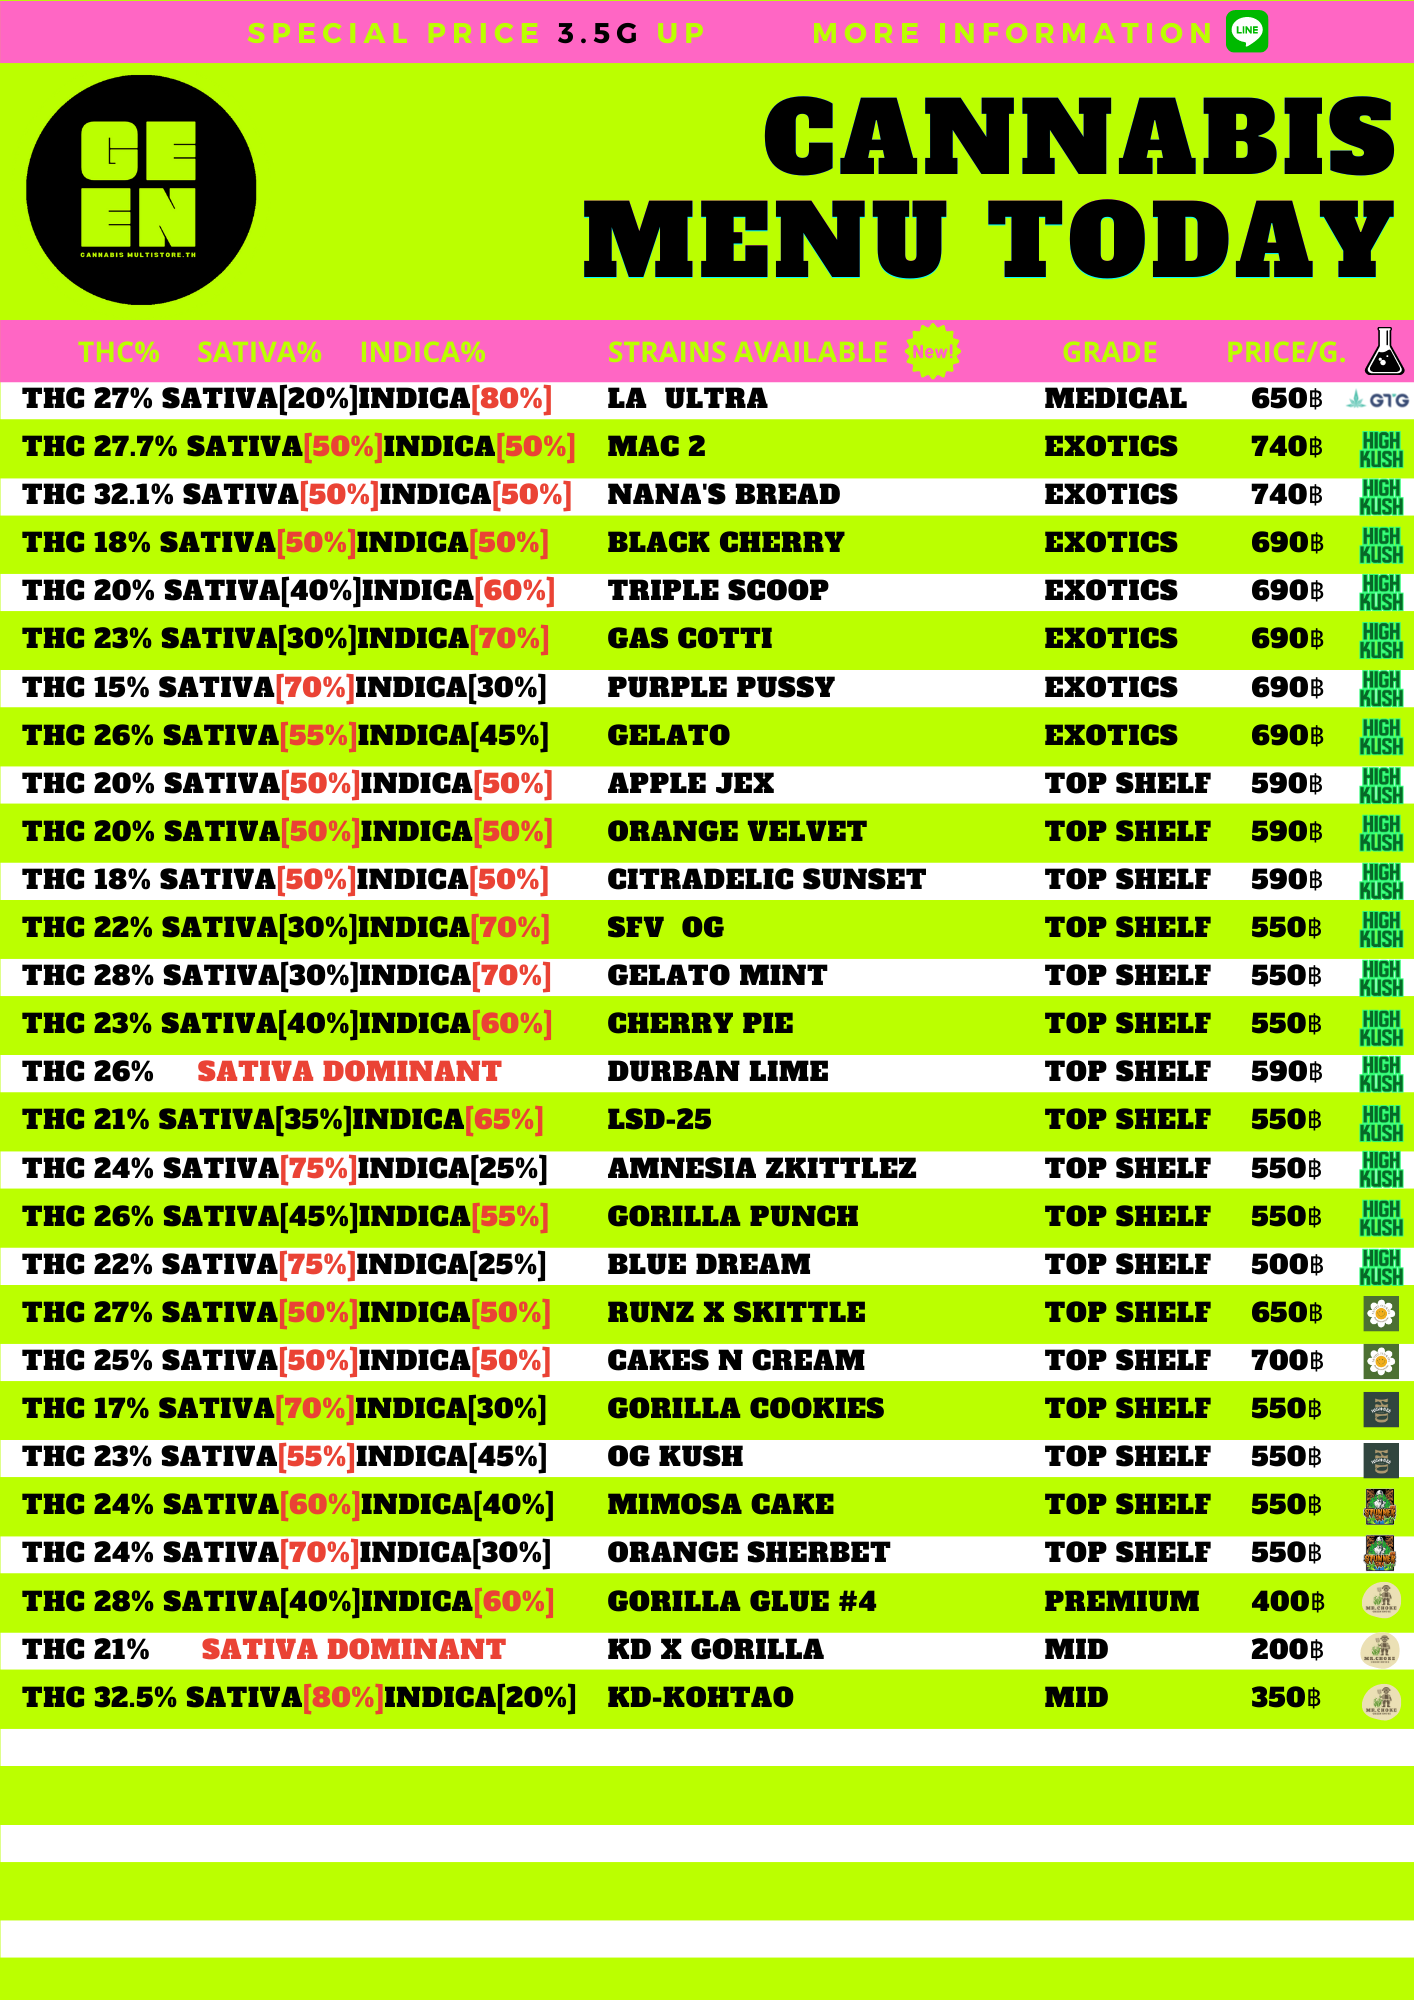 SPECIAL PRICE 3.5G UP MORE INFORMATION LINE
GE
EN
CANNABIS MULTISTORE.TH
CANNABIS
MENU TODAY
THC% SATIVA% INDICA% STRAINS AVAILABLE New! GRADE PRICE/G.
THC 27% SATIVA[20%]INDICA[80%] LA ULTRA MEDICAL 650฿ GTG
THC 27.7% SATIVA[50%]INDICA[50%] MAC 2 EXOTICS 740฿ HIGH KUSH
THC 32.1% SATIVA[50%]INDICA[50%] NANA'S BREAD EXOTICS 740฿ HIGH KUSH
THC 18% SATIVA[50%]INDICA[50%] BLACK CHERRY EXOTICS 690฿ HIGH KUSH
THC 20% SATIVA[40%]INDICA[60%] TRIPLE SCOOP EXOTICS 690฿ HIGH KUSH
THC 23% SATIVA[30%]INDICA[70%] GAS COTTI EXOTICS 690฿ HIGH KUSH
THC 15% SATIVA[70%]INDICA[30%] PURPLE PUSSY EXOTICS 690฿ HIGH KUSH
THC 26% SATIVA[55%]INDICA[45%] GELATO EXOTICS 690฿ HIGH KUSH
THC 20% SATIVA[50%]INDICA[50%] APPLE JEX TOP SHELF 590฿ HIGH KUSH
THC 20% SATIVA[50%]INDICA[50%] ORANGE VELVET TOP SHELF 590฿ HIGH KUSH
THC 18% SATIVA[50%]INDICA[50%] CITRADELIC SUNSET TOP SHELF 590฿ HIGH KUSH
THC 22% SATIVA[30%]INDICA[70%] SFV OG TOP SHELF 550฿ HIGH KUSH
THC 28% SATIVA[30%]INDICA[70%] GELATO MINT TOP SHELF 550฿ HIGH KUSH
THC 23% SATIVA[40%]INDICA[60%] CHERRY PIE TOP SHELF 550฿ HIGH KUSH
THC 26% SATIVA DOMINANT DURBAN LIME TOP SHELF 590฿ HIGH KUSH
THC 21% SATIVA[35%]INDICA[65%] LSD-25 TOP SHELF 550฿ HIGH KUSH
THC 24% SATIVA[75%]INDICA[25%] AMNESIA ZKITTLEZ TOP SHELF 550฿ HIGH KUSH
THC 26% SATIVA[45%]INDICA[55%] GORILLA PUNCH TOP SHELF 550฿ HIGH KUSH
THC 22% SATIVA[75%]INDICA[25%] BLUE DREAM TOP SHELF 500฿ HIGH KUSH
THC 27% SATIVA[50%]INDICA[50%] RUNZ X SKITTLE TOP SHELF 650฿
THC 25% SATIVA[50%]INDICA[50%] CAKES N CREAM TOP SHELF 700฿
THC 17% SATIVA[70%]INDICA[30%] GORILLA COOKIES TOP SHELF 550฿
THC 23% SATIVA[55%]INDICA[45%] OG KUSH TOP SHELF 550฿
THC 24% SATIVA[60%]INDICA[40%] MIMOSA CAKE TOP SHELF 550฿
THC 24% SATIVA[70%]INDICA[30%] ORANGE SHERBET TOP SHELF 550฿
THC 28% SATIVA[40%]INDICA[60%] GORILLA GLUE #4 PREMIUM 400฿
THC 21% SATIVA DOMINANT KD X GORILLA MID 200฿
THC 32.5% SATIVA[80%]INDICA[20%] KD-KOHTAO MID 350฿